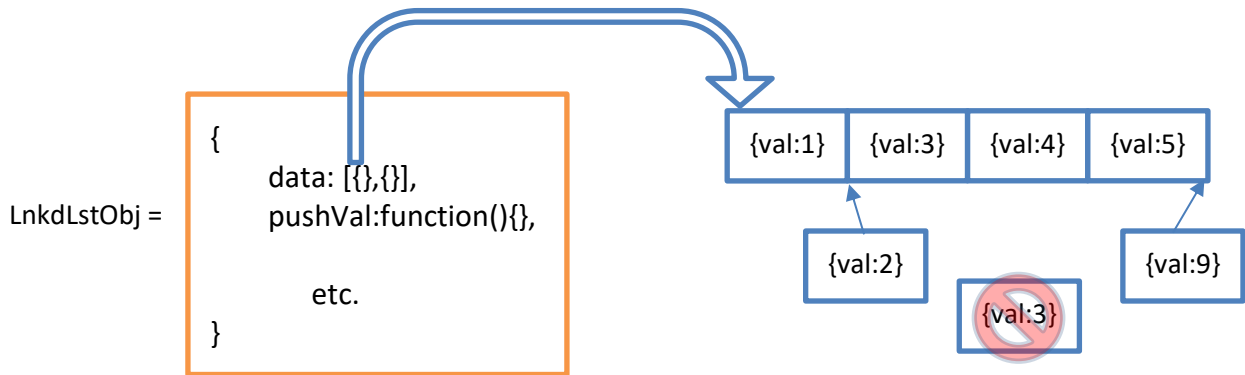 {
data: [{},{}],
LnkdLstObj =
pushVal:function(){},
etc.
}
{val:1} {val:3} {val:4} {val:5}
{val:2} {val:9}
{val:3}